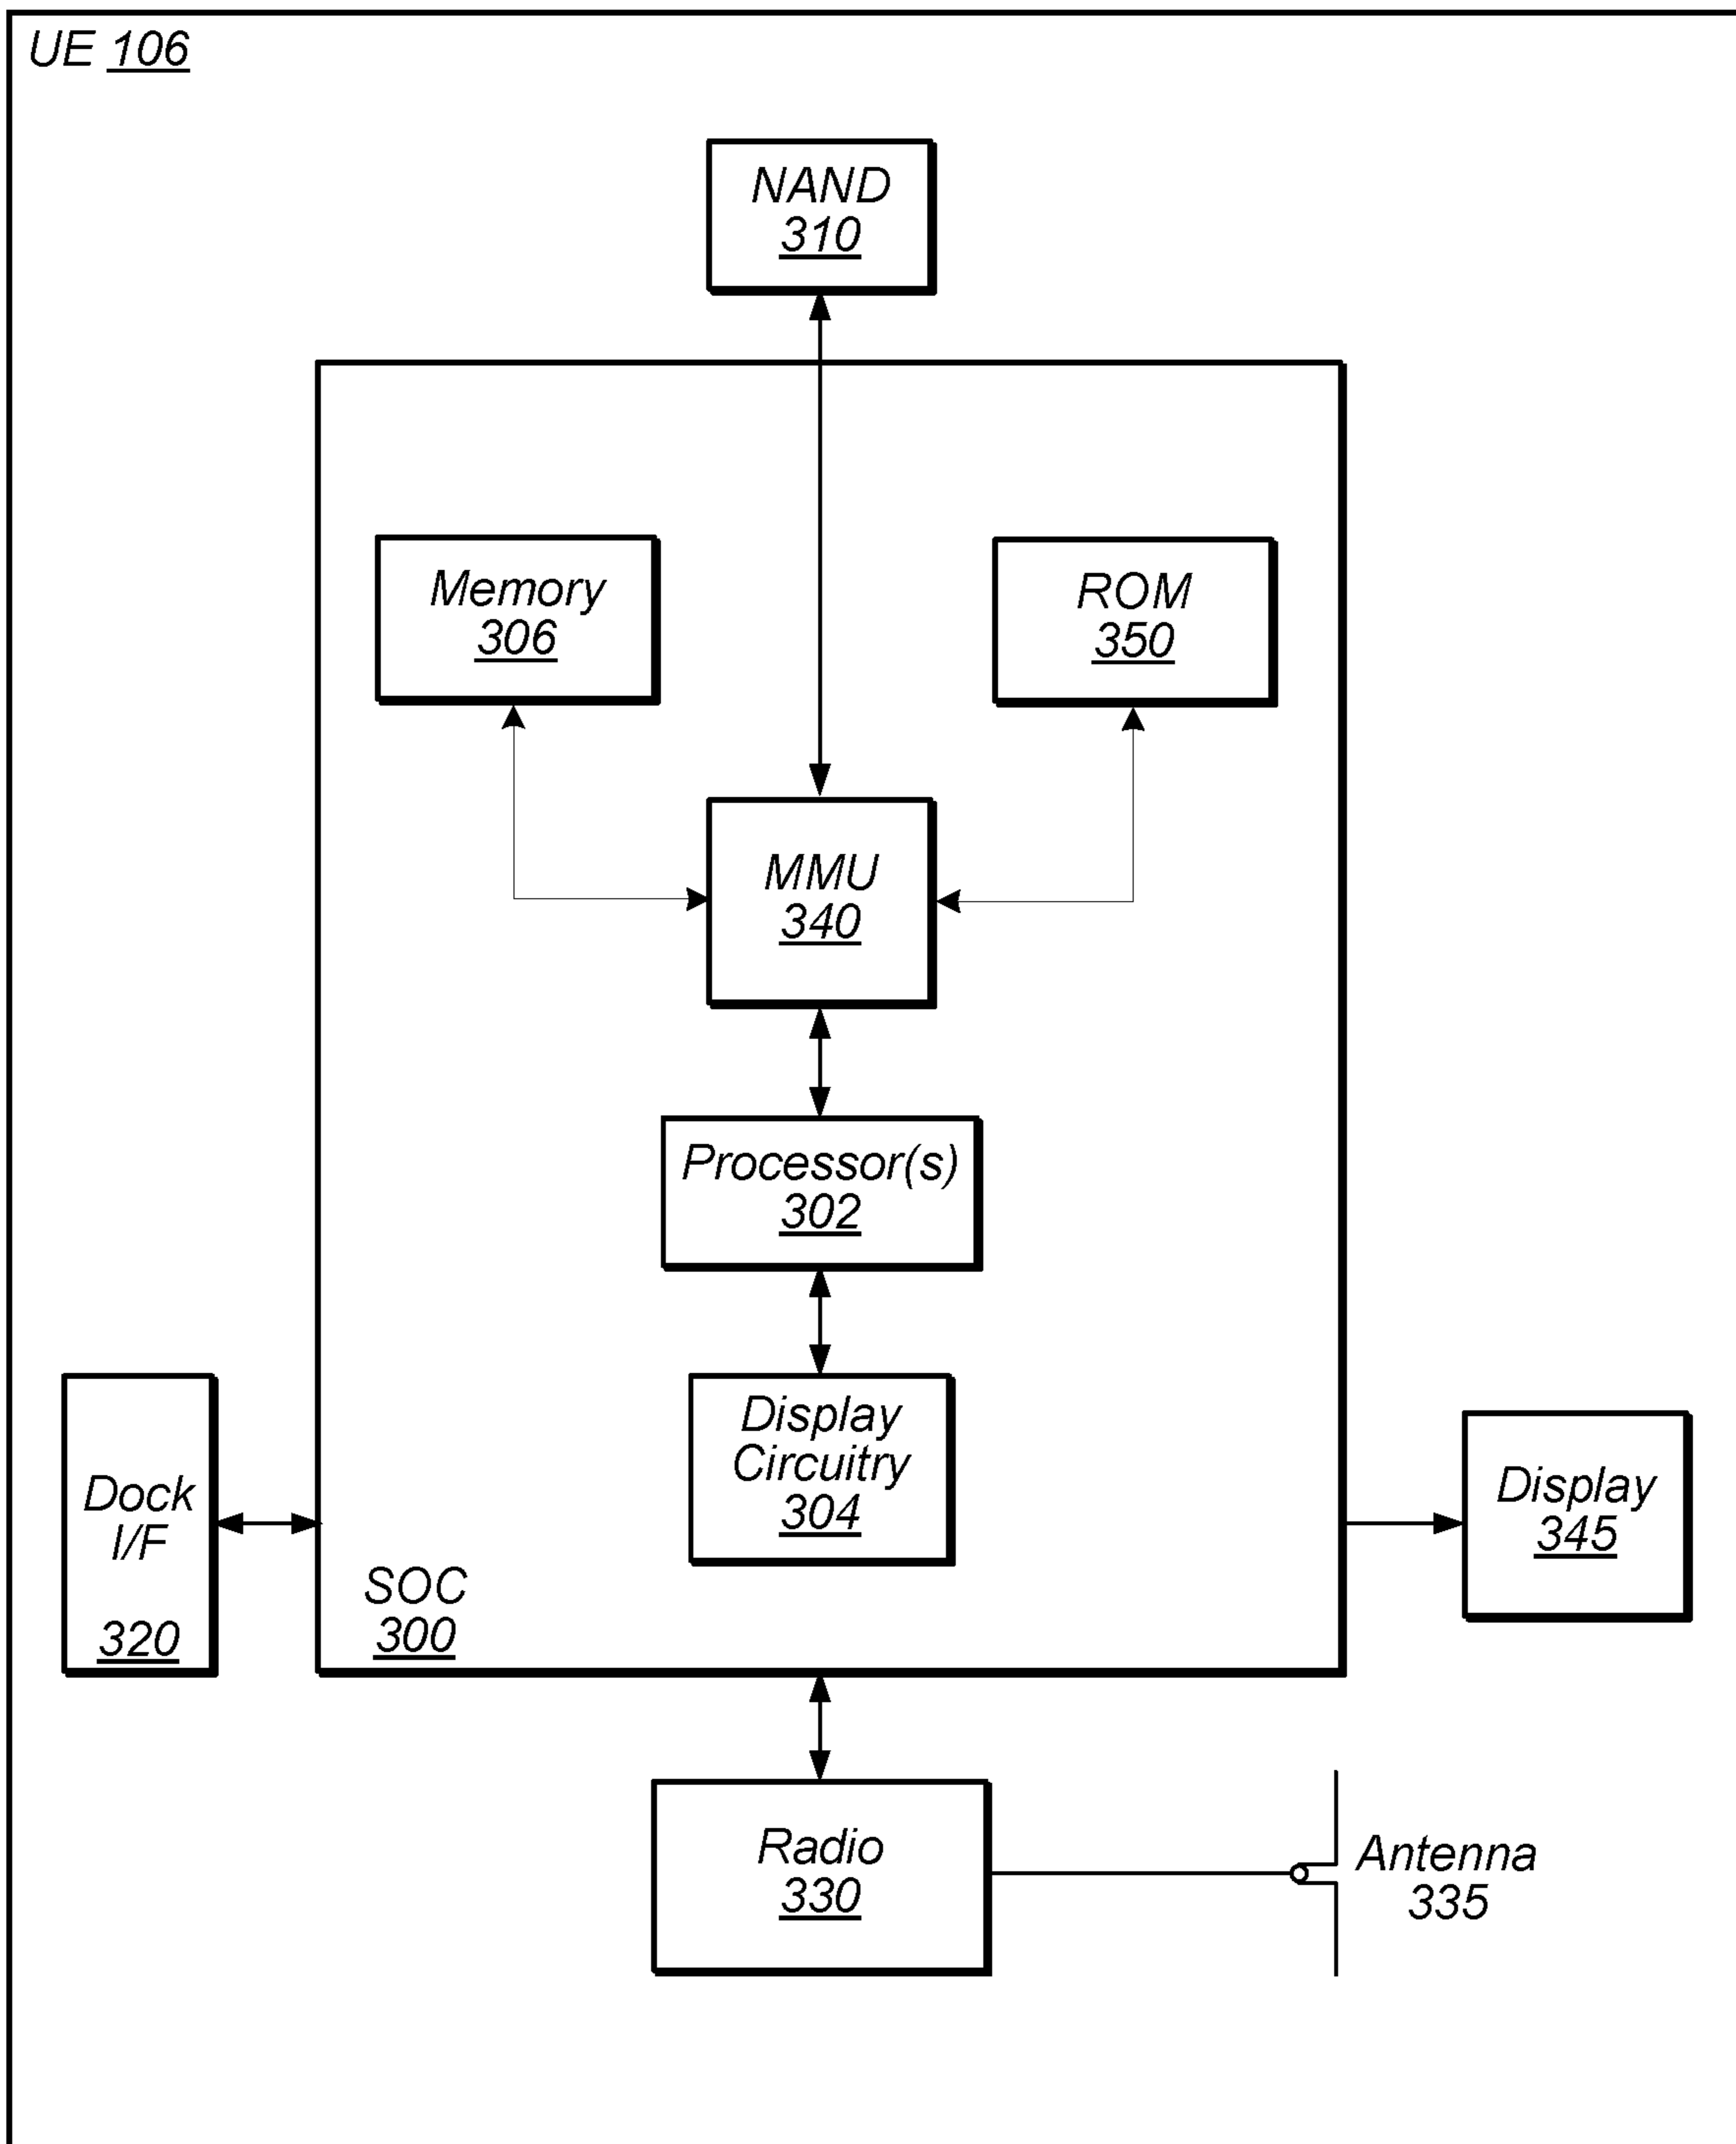 UE 106
NAND
310
Memory
306
ROM
350
MMU
340
Processor(s)
302
Display
Circuitry
304
Dock
I/F
320
SOC
300
Display
345
Radio
330
Antenna
335